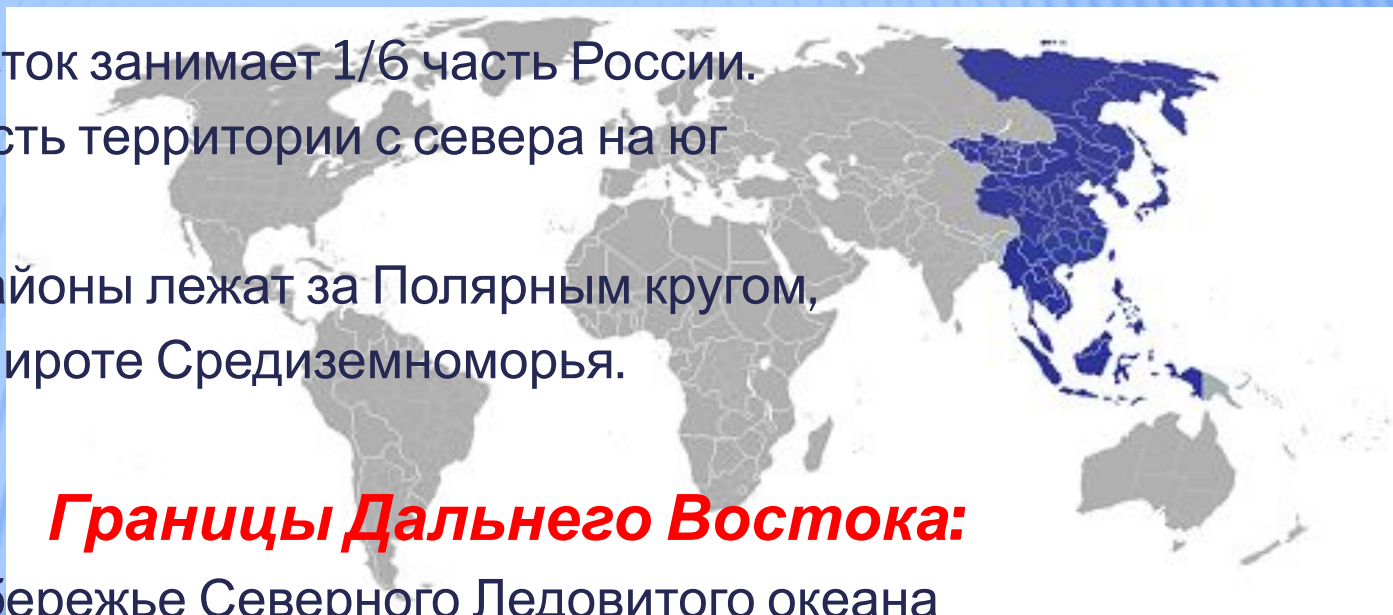 ток занимает 1/6 часть России.
сть территории с севера на юг
айоны лежат за Полярным кругом,
ироте Средиземноморья.
Границы Дальнего Востока:
бережье Северного Ледовитого океана